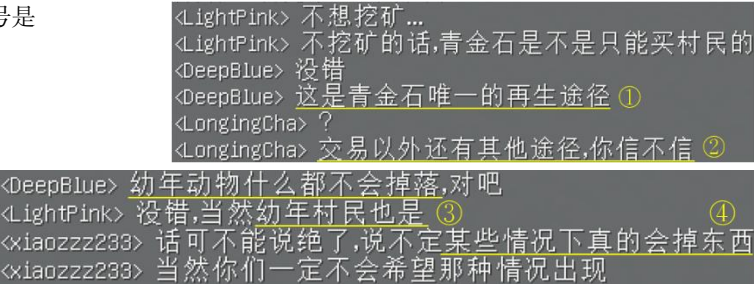 号是
<LightPink> 不想挖矿...
<LightPink> 不挖矿的话,青金石是不是只能买村民的
<DeepBlue> 没错
<DeepBlue> 这是青金石唯一的再生途径 ①
<LongingCha> ?
<LongingCha> 交易以外还有其他途径,你信不信 ②
<DeepBlue> 幼年动物什么都不会掉落,对吧
<LightPink> 没错,当然幼年村民也是 ③ ④
<xiaozzz233> 话可不能说绝了,说不定某些情况下真的会掉东西
<xiaozzz233> 当然你们一定不会希望那种情况出现